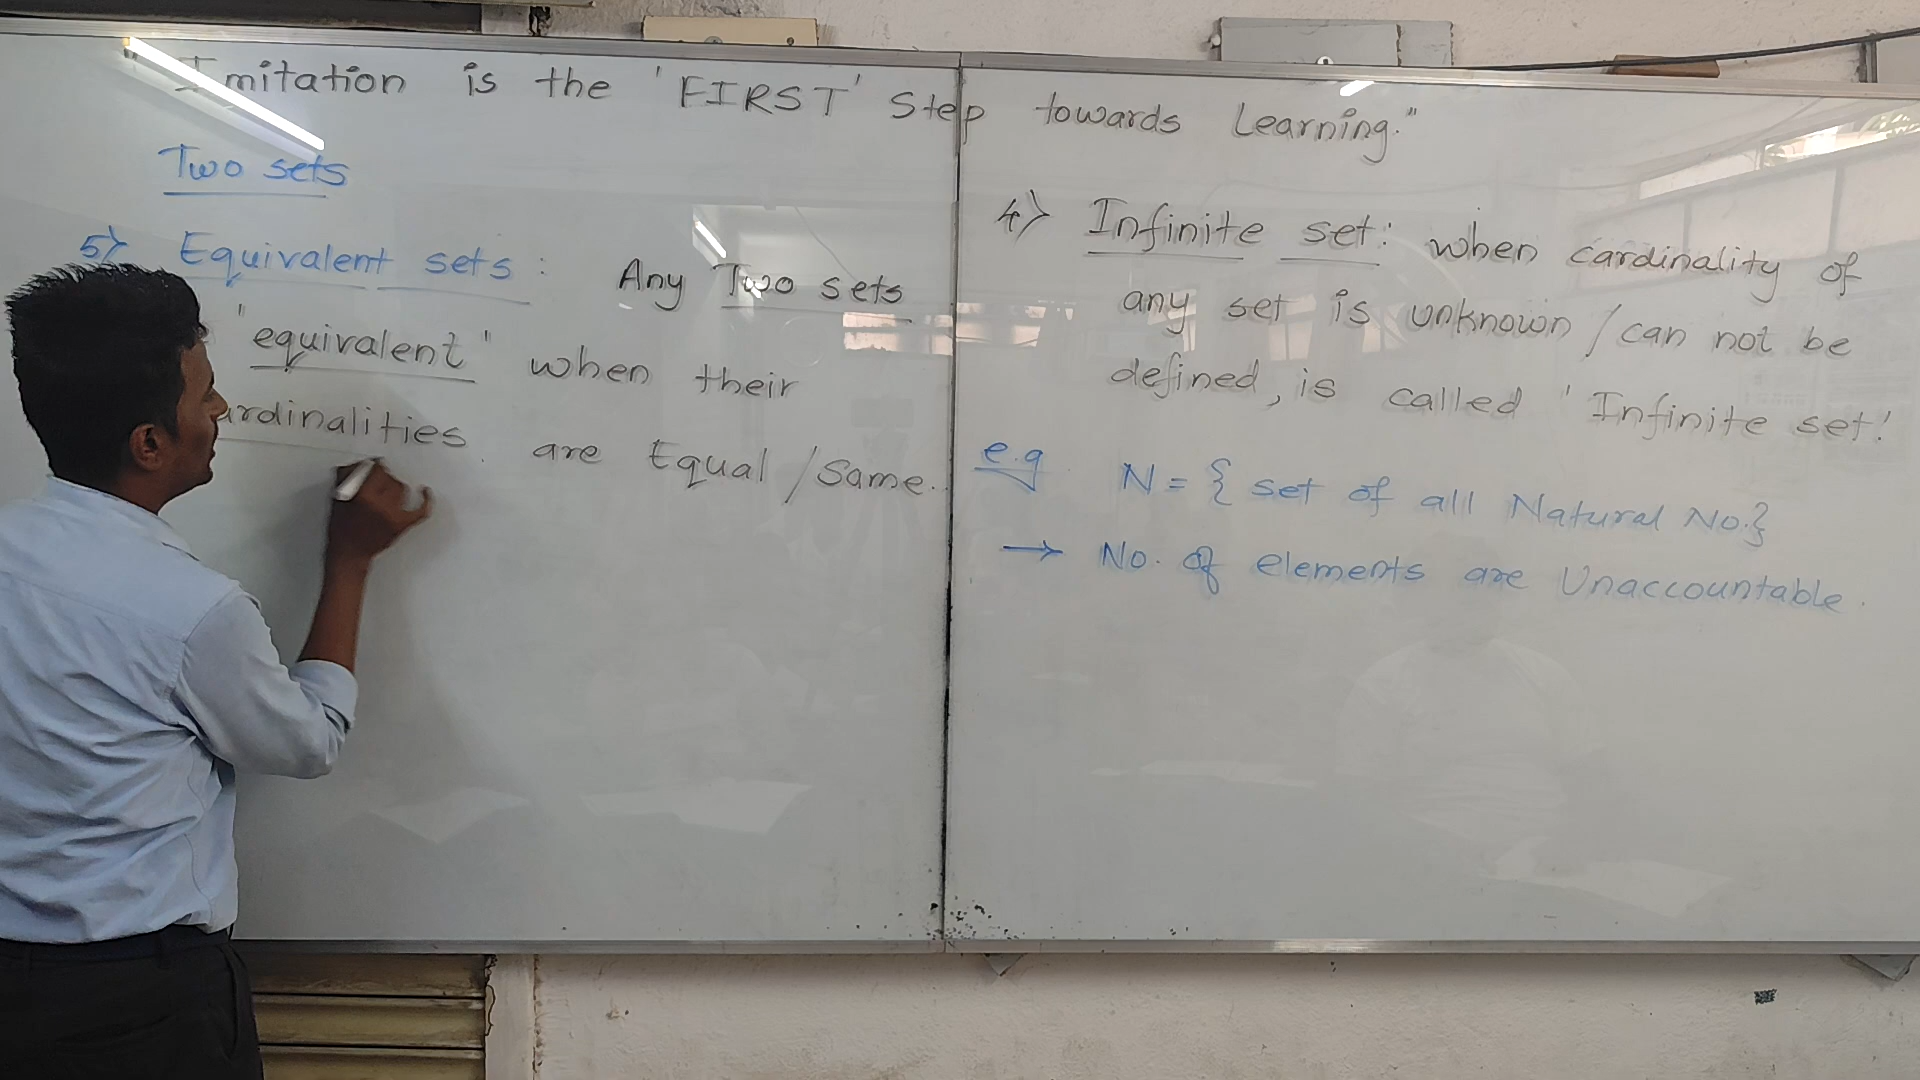 "Imitation is the 'FIRST' Step towards Learning."
Two sets
5) Equivalent sets : Any Two sets
"equivalent" when their
ardinalities are Equal / Same.
4) Infinite set: when cardinality of
any set is unknown / can not be
defined, is called 'Infinite set!
e.g N = { set of all Natural No.}
→ No. of elements are Unaccountable.